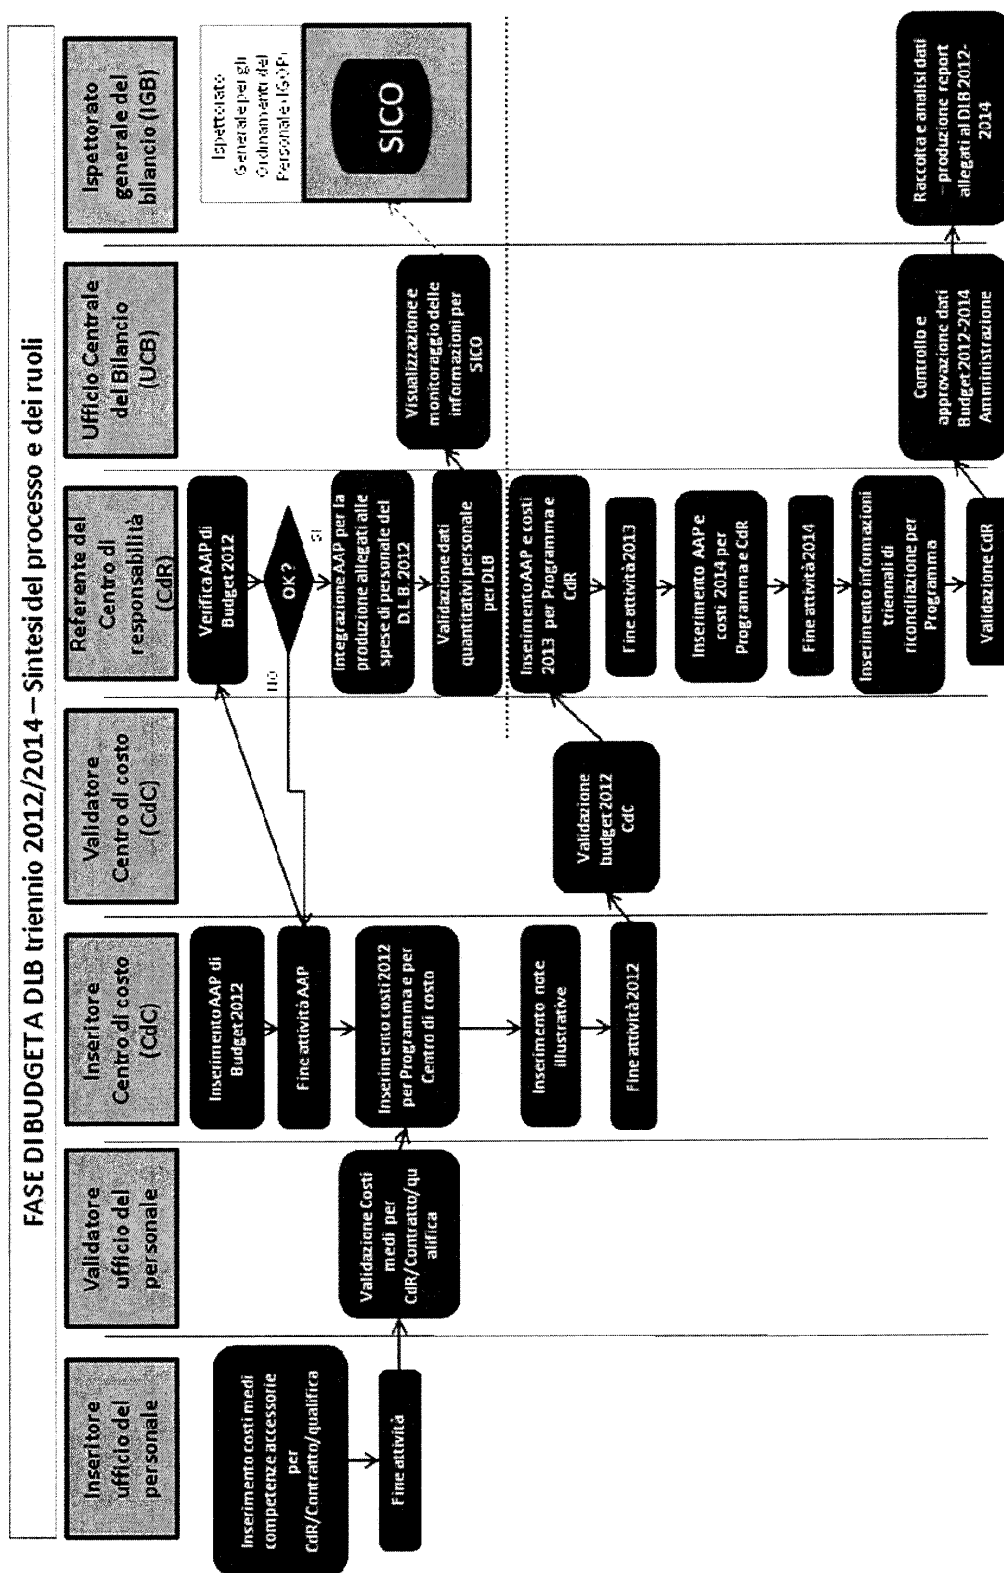 FASE DI BUDGET A DLB triennio 2012/2014 – Sintesi del processo e dei ruoli
Inseritore
ufficio del
personale
Validatore
ufficio del
personale
Inseritore
Centro di costo
(CdC)
Validatore
Centro di costo
(CdC)
Referente del
Centro di
responsabilità
(CdR)
Ufficio Centrale
del Bilancio
(UCB)
Ispettorato
generale del
bilancio (IGB)
Inserimento costi medi
competenze accessorie
per
CdR/Contratto/qualifica
Fine attività
Validazione Costi
medi per
CdR/Contratto/qu
alifica
Inserimento AAP di
Budget 2012
Fine attività AAP
Inserimento costi 2012
per Programma e per
Centro di costo
Inserimento note
illustrative
Fine attività 2012
Validazione
budget 2012
CdC
Verifica AAP di
Budget 2012
OK?
NO
SI
Integrazione AAP per la
produzione allegati alle
spese di personale del
D.L.B. 2012
Validazione dati
quantitativi personale
per DLB
Inserimento AAP e costi
2013 per Programma e
CdR
Fine attività 2013
Inserimento AAP e
costi 2014 per
Programma e CdR
Fine attività 2014
Inserimento informazioni
triennali di
riconciliazione per
Programma
Validazione CdR
Visualizzazione e
monitoraggio delle
informazioni per
SICO
Controllo e
approvazione dati
Budget 2012-2014
Amministrazione
Ispettorato
Generale per gli
Ordinamenti del
Personale (IGOP)
SICO
Raccolta e analisi dati
– produzione report
allegati al DLB 2012-
2014